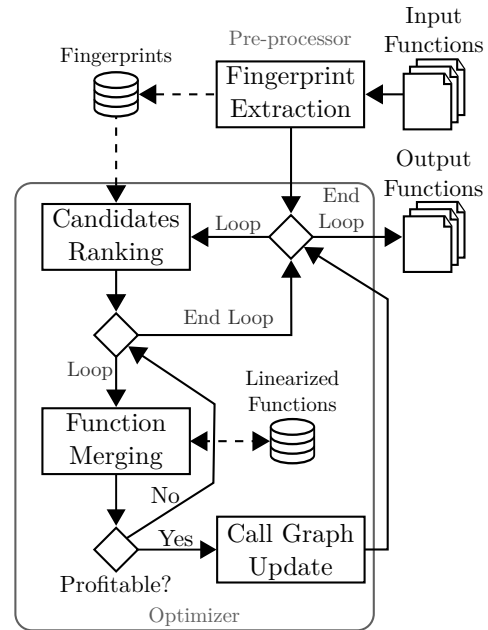 Input
Functions
Pre-processor
Fingerprints
Fingerprint
Extraction
Output
Functions
End
Loop
Loop
Candidates
Ranking
End Loop
Loop
Linearized
Functions
Function
Merging
No
Yes
Call Graph
Update
Profitable?
Optimizer